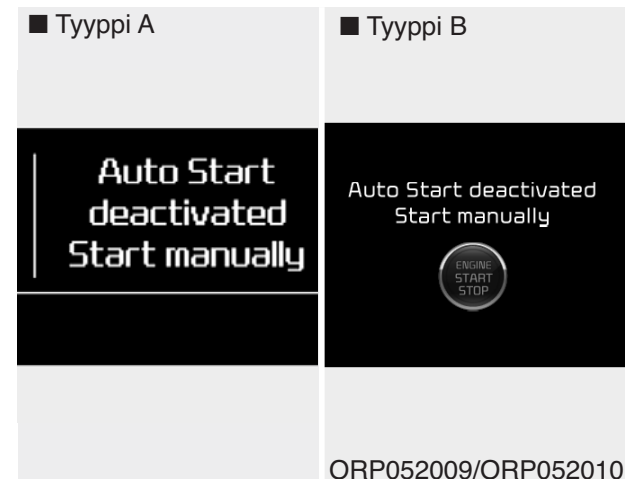 ■ Tyyppi A
Auto Start
deactivated
Start manually
■ Tyyppi B
Auto Start deactivated
Start manually
ENGINE
START
STOP
ORP052009/ORP052010